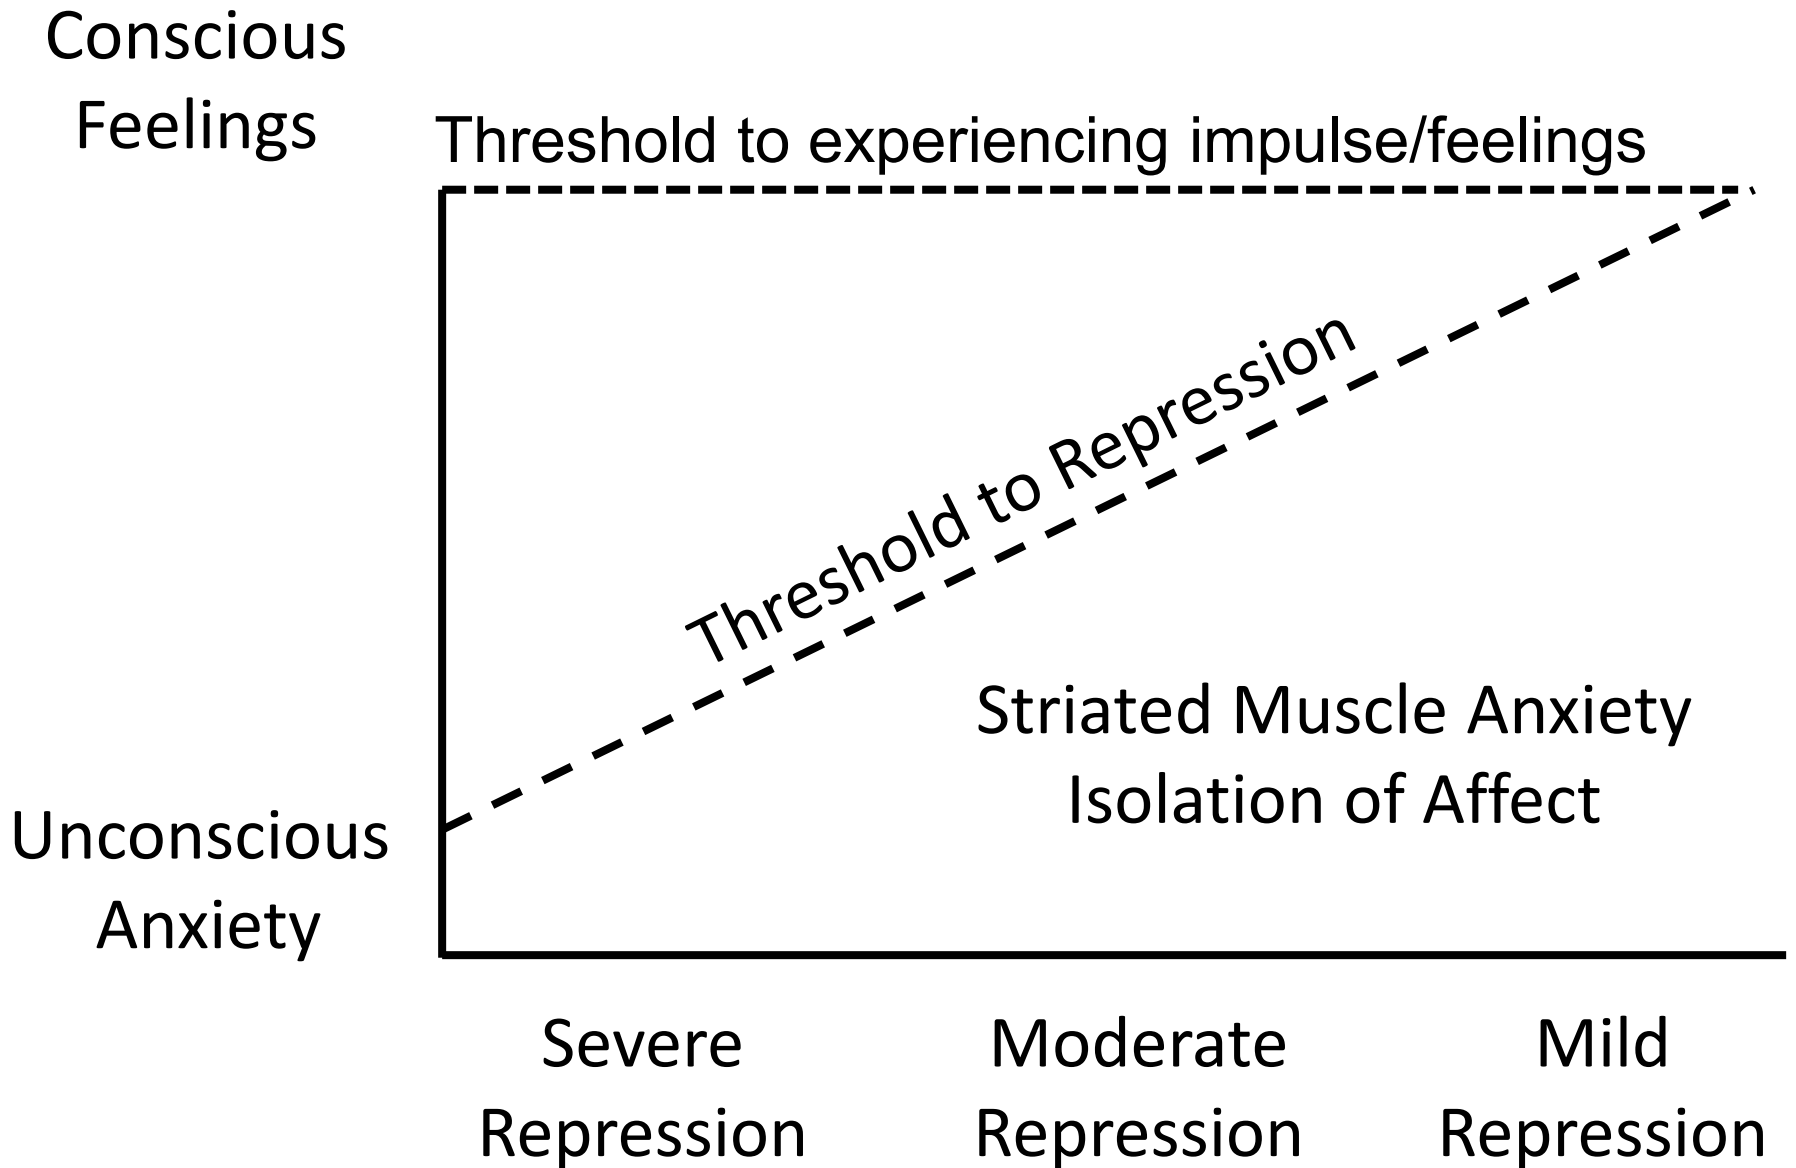 Conscious
Feelings
Threshold to experiencing impulse/feelings
Threshold to Repression
Striated Muscle Anxiety
Isolation of Affect
Unconscious
Anxiety
Severe
Repression
Moderate
Repression
Mild
Repression